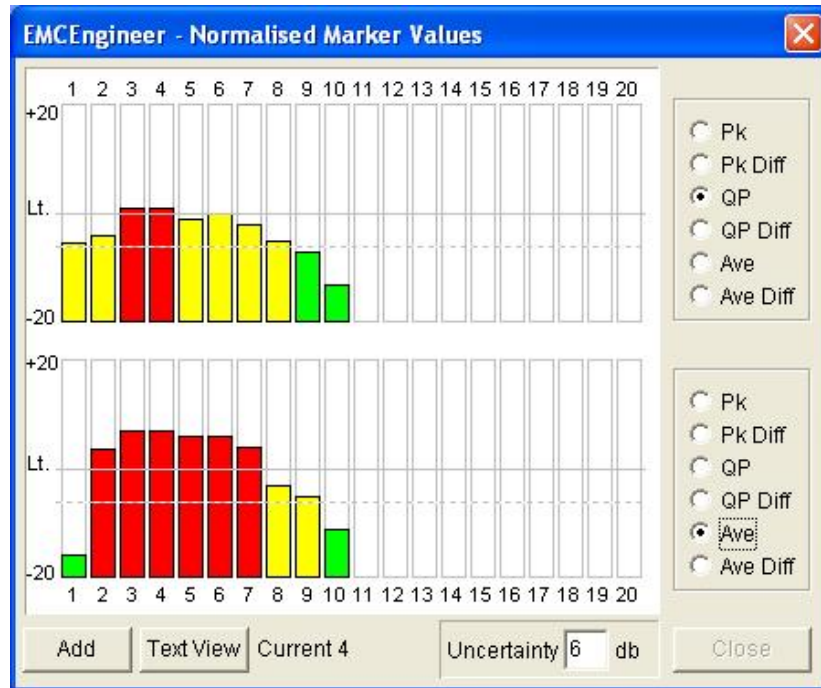 EMCEngineer - Normalised Marker Values
1 2 3 4 5 6 7 8 9 10 11 12 13 14 15 16 17 18 19 20
+20
Lt.
-20
Pk
Pk Diff
QP
QP Diff
Ave
Ave Diff
+20
Lt.
-20
1 2 3 4 5 6 7 8 9 10 11 12 13 14 15 16 17 18 19 20
Pk
Pk Diff
QP
QP Diff
Ave
Ave Diff
Add Text View Current 4 Uncertainty 6 db Close